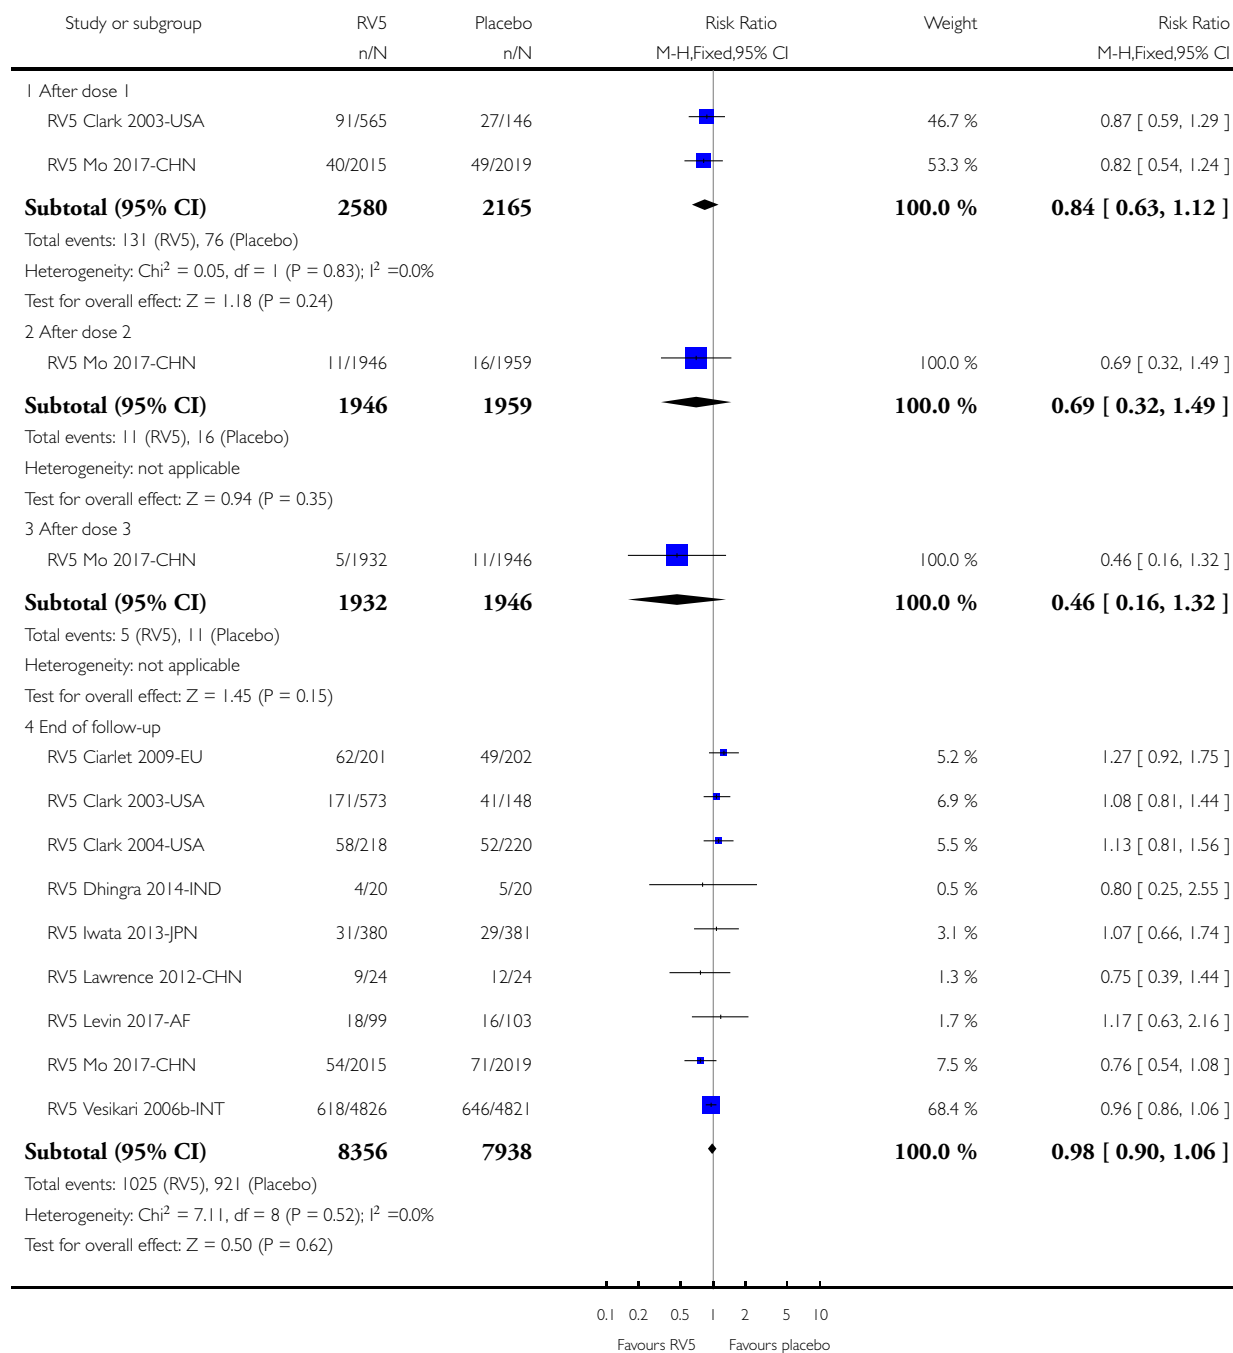 Study or subgroup RV5 Placebo Risk Ratio Weight Risk Ratio
n/N n/N M-H,Fixed,95% CI M-H,Fixed,95% CI
1 After dose 1
RV5 Clark 2003-USA 91/565 27/146 46.7 % 0.87 [ 0.59, 1.29 ]
RV5 Mo 2017-CHN 40/2015 49/2019 53.3 % 0.82 [ 0.54, 1.24 ]
Subtotal (95% CI) 2580 2165 100.0 % 0.84 [ 0.63, 1.12 ]
Total events: 131 (RV5), 76 (Placebo)
Heterogeneity: Chi² = 0.05, df = 1 (P = 0.83); I² =0.0%
Test for overall effect: Z = 1.18 (P = 0.24)
2 After dose 2
RV5 Mo 2017-CHN 11/1946 16/1959 100.0 % 0.69 [ 0.32, 1.49 ]
Subtotal (95% CI) 1946 1959 100.0 % 0.69 [ 0.32, 1.49 ]
Total events: 11 (RV5), 16 (Placebo)
Heterogeneity: not applicable
Test for overall effect: Z = 0.94 (P = 0.35)
3 After dose 3
RV5 Mo 2017-CHN 5/1932 11/1946 100.0 % 0.46 [ 0.16, 1.32 ]
Subtotal (95% CI) 1932 1946 100.0 % 0.46 [ 0.16, 1.32 ]
Total events: 5 (RV5), 11 (Placebo)
Heterogeneity: not applicable
Test for overall effect: Z = 1.45 (P = 0.15)
4 End of follow-up
RV5 Ciarlet 2009-EU 62/201 49/202 5.2 % 1.27 [ 0.92, 1.75 ]
RV5 Clark 2003-USA 171/573 41/148 6.9 % 1.08 [ 0.81, 1.44 ]
RV5 Clark 2004-USA 58/218 52/220 5.5 % 1.13 [ 0.81, 1.56 ]
RV5 Dhingra 2014-IND 4/20 5/20 0.5 % 0.80 [ 0.25, 2.55 ]
RV5 Iwata 2013-JPN 31/380 29/381 3.1 % 1.07 [ 0.66, 1.74 ]
RV5 Lawrence 2012-CHN 9/24 12/24 1.3 % 0.75 [ 0.39, 1.44 ]
RV5 Levin 2017-AF 18/99 16/103 1.7 % 1.17 [ 0.63, 2.16 ]
RV5 Mo 2017-CHN 54/2015 71/2019 7.5 % 0.76 [ 0.54, 1.08 ]
RV5 Vesikari 2006b-INT 618/4826 646/4821 68.4 % 0.96 [ 0.86, 1.06 ]
Subtotal (95% CI) 8356 7938 100.0 % 0.98 [ 0.90, 1.06 ]
Total events: 1025 (RV5), 921 (Placebo)
Heterogeneity: Chi² = 7.11, df = 8 (P = 0.52); I² =0.0%
Test for overall effect: Z = 0.50 (P = 0.62)
0.1 0.2 0.5 1 2 5 10
Favours RV5 Favours placebo